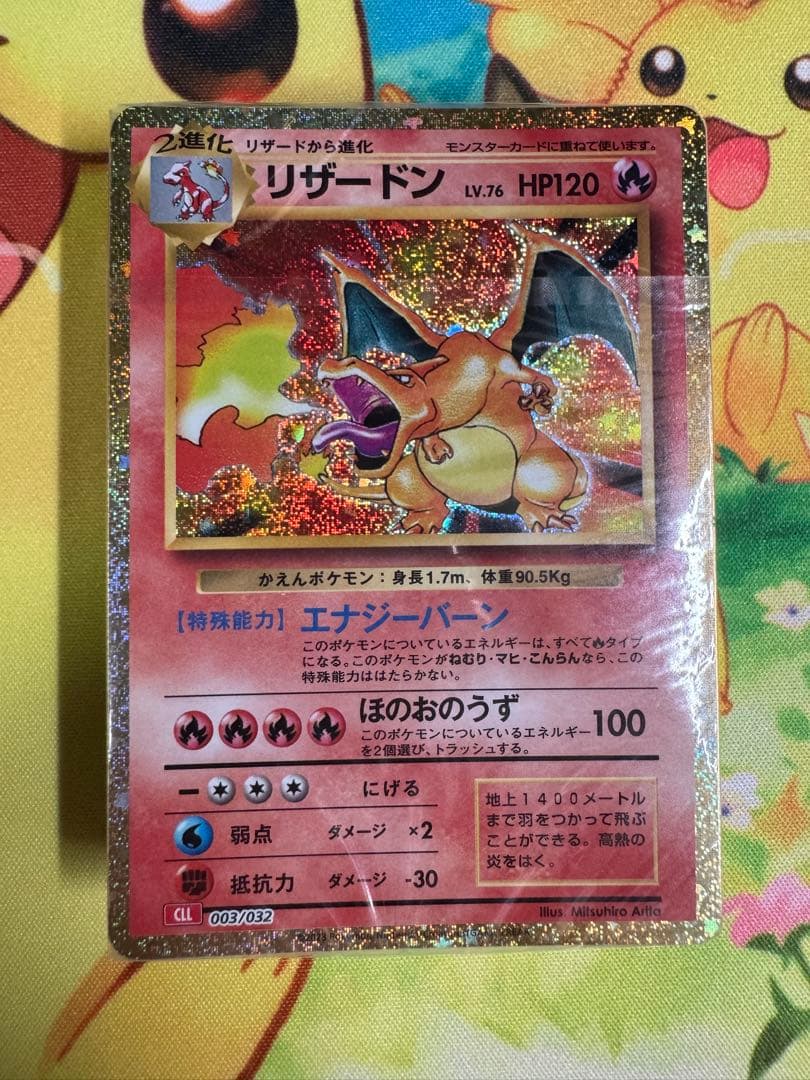 2進化 リザードから進化 モンスターカードに重ねて使います。
リザードン LV.76 HP120
かえんポケモン：身長1.7m、体重90.5Kg
【特殊能力】エナジーバーン
このポケモンについているエネルギーは、すべてタイプ
になる。このポケモンがねむり・マヒ・こんらんなら、この
特殊能力ははたらかない。
ほのおのうず 100
このポケモンについているエネルギー
を2個選び、トラッシュする。
にげる
弱点 ダメージ ×2
抵抗力 ダメージ -30
地上1400メートル
まで羽をつかって飛ぶ
ことができる。高熱の
炎をはく。
CLL 003/032
Illus. Mitsuhiro Arita